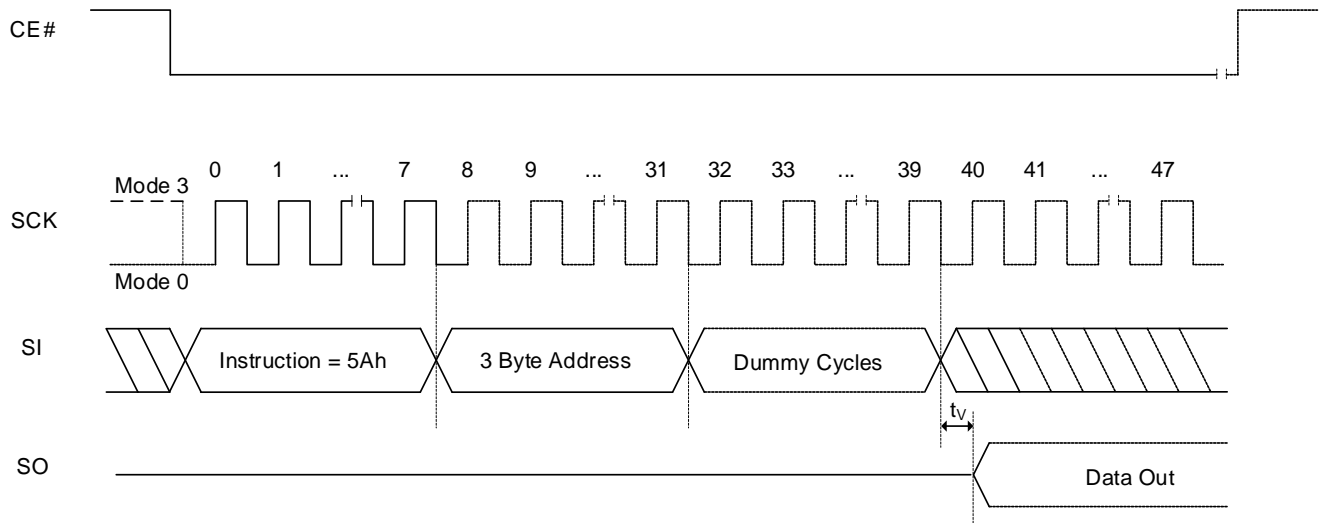 CE#
0 1 ... 7 8 9 ... 31 32 33 ... 39 40 41 ... 47
Mode 3
SCK
Mode 0
SI
Instruction = 5Ah
3 Byte Address
Dummy Cycles
tV
SO
Data Out